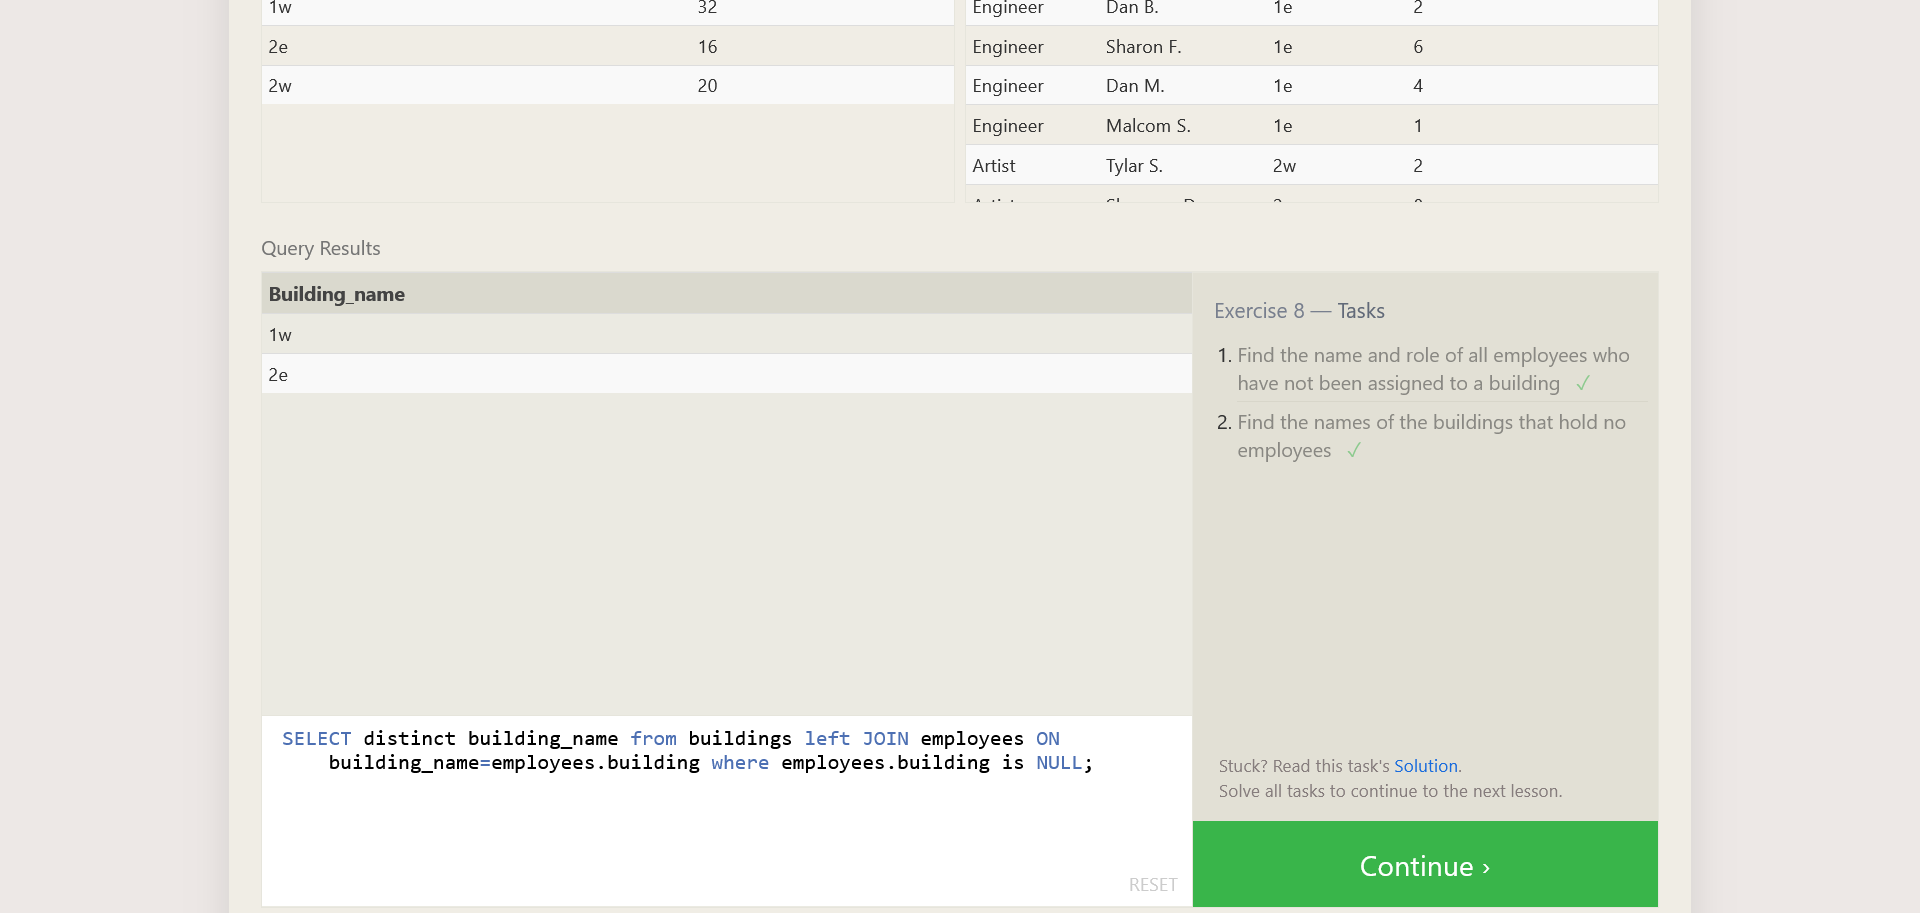 1w 32
2e 16
2w 20
Engineer Dan B. 1e 2
Engineer Sharon F. 1e 6
Engineer Dan M. 1e 4
Engineer Malcom S. 1e 1
Artist Tylar S. 2w 2
Query Results
Building_name
1w
2e
SELECT distinct building_name from buildings left JOIN employees ON
building_name=employees.building where employees.building is NULL;
RESET
Exercise 8 — Tasks
1. Find the name and role of all employees who
have not been assigned to a building ✓
2. Find the names of the buildings that hold no
employees ✓
Stuck? Read this task's Solution.
Solve all tasks to continue to the next lesson.
Continue ›